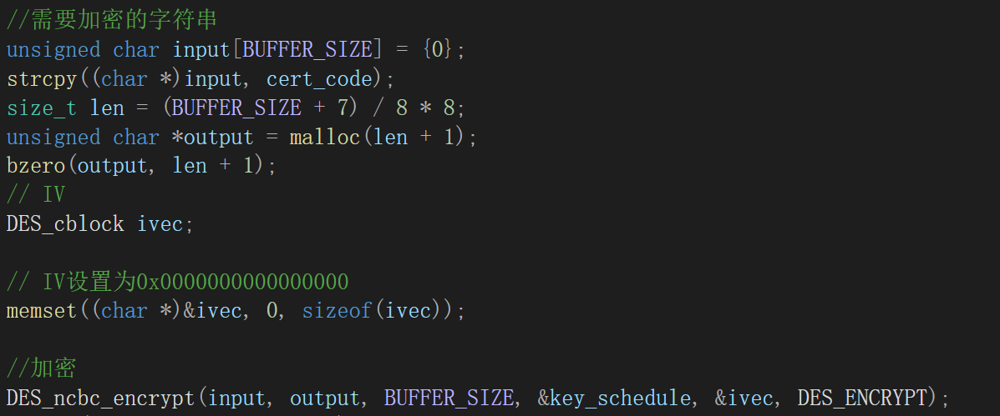 //需要加密的字符串
unsigned char input[BUFFER_SIZE] = {0};
strcpy((char *)input, cert_code);
size_t len = (BUFFER_SIZE + 7) / 8 * 8;
unsigned char *output = malloc(len + 1);
bzero(output, len + 1);
// IV
DES_cblock ivec;
// IV设置为0x0000000000000000
memset((char *)&ivec, 0, sizeof(ivec));
//加密
DES_ncbc_encrypt(input, output, BUFFER_SIZE, &key_schedule, &ivec, DES_ENCRYPT);